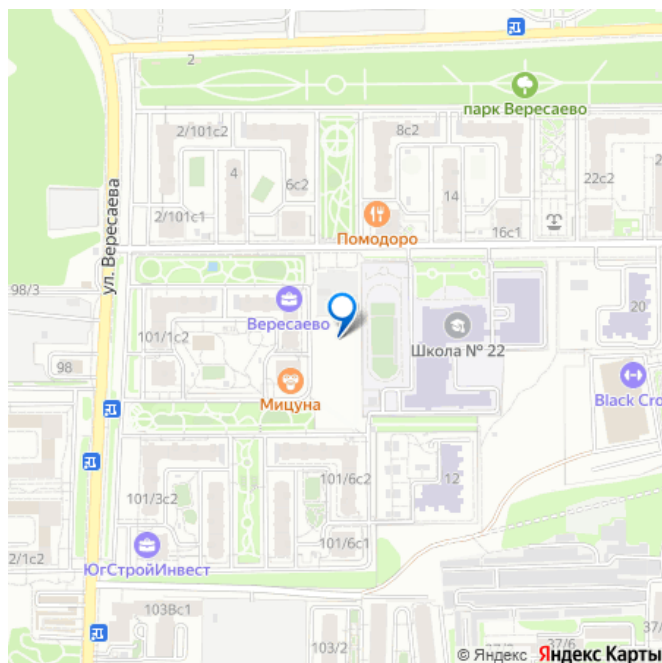 2
парк Вересаево
2/101с2
8с2
22с2
4
6с2
14
2/101с1
16с1
Помодоро
ул. Вересаева
98/3
Вересаево
20
101/1с2
Школа № 22
98
Мицуна
Black Cro
101/6с2
12
101/3с2
101/6с1
2/1с2
ЮгСтройИнвест
103Вс1
103/2
37/6
37/
© Яндекс Яндекс Карты